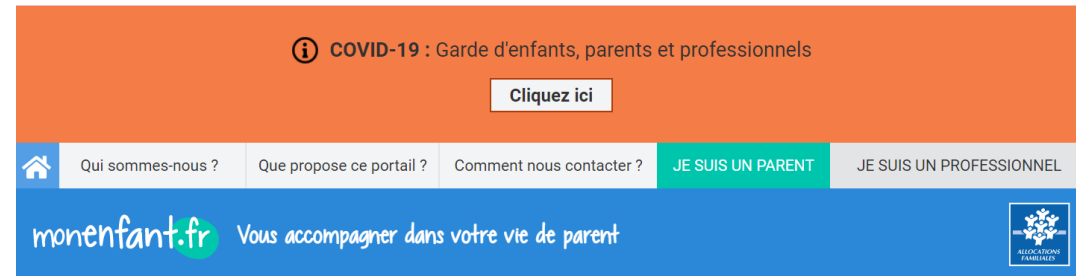 COVID-19 : Garde d'enfants, parents et professionnels
Cliquez ici
Qui sommes-nous ? Que propose ce portail ? Comment nous contacter ? JE SUIS UN PARENT JE SUIS UN PROFESSIONNEL
monenfant.fr Vous accompagner dans votre vie de parent
ALLOCATIONS
FAMILIALES